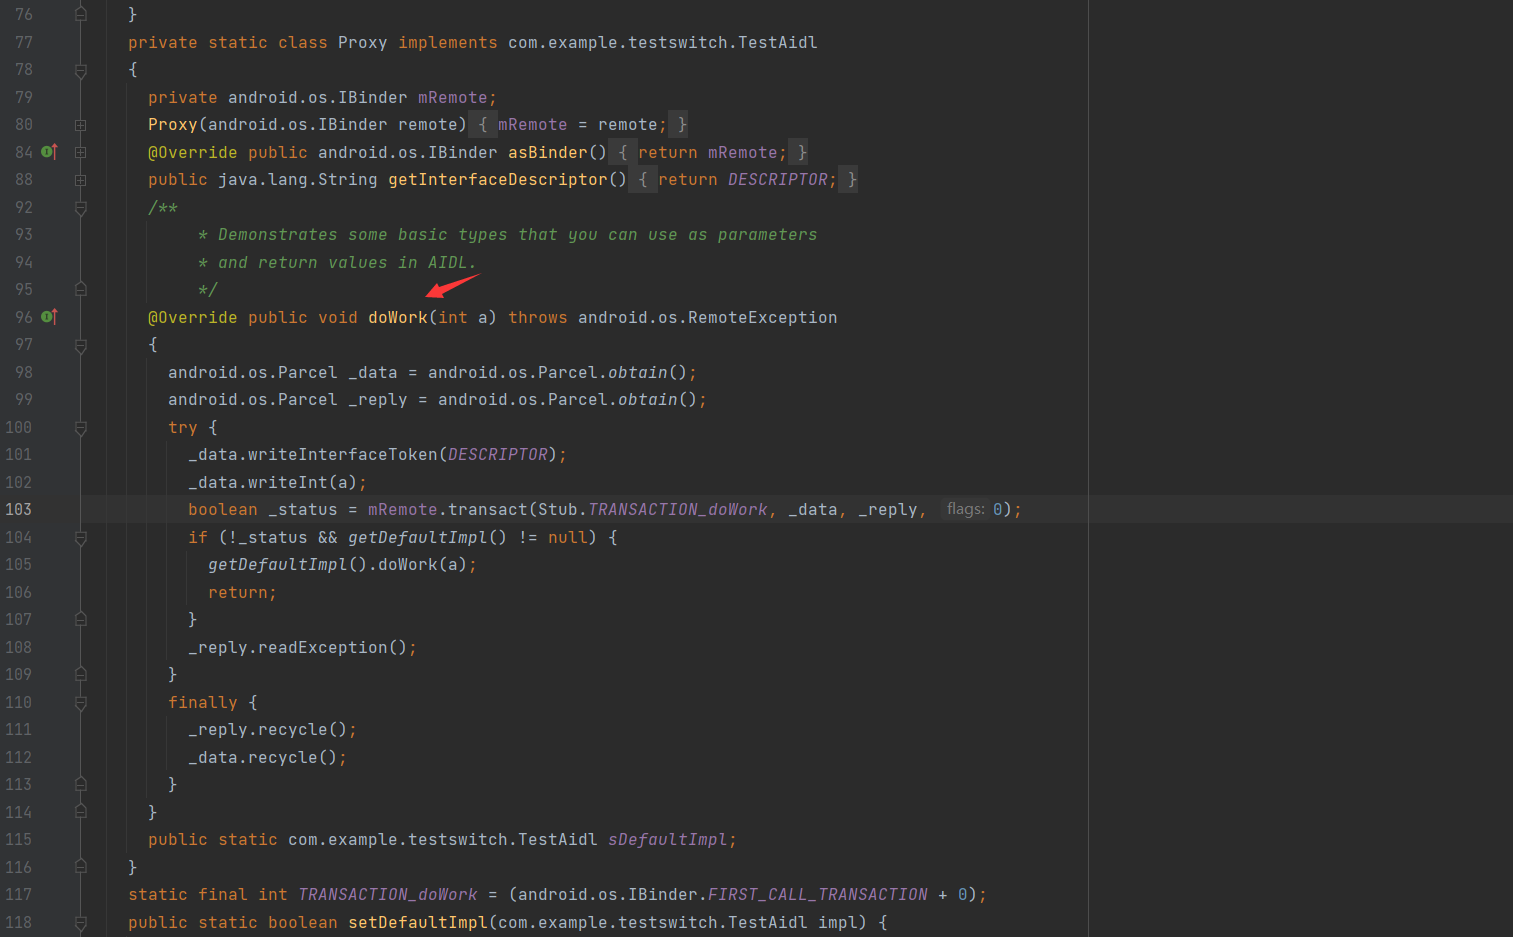 76 }
77 private static class Proxy implements com.example.testswitch.TestAidl
78 {
79 private android.os.IBinder mRemote;
80 Proxy(android.os.IBinder remote) { mRemote = remote; }
84 @Override public android.os.IBinder asBinder() { return mRemote; }
88 public java.lang.String getInterfaceDescriptor() { return DESCRIPTOR; }
92 /**
93 * Demonstrates some basic types that you can use as parameters
94 * and return values in AIDL.
95 */
96 @Override public void doWork(int a) throws android.os.RemoteException
97 {
98 android.os.Parcel _data = android.os.Parcel.obtain();
99 android.os.Parcel _reply = android.os.Parcel.obtain();
100 try {
101 _data.writeInterfaceToken(DESCRIPTOR);
102 _data.writeInt(a);
103 boolean _status = mRemote.transact(Stub.TRANSACTION_doWork, _data, _reply, flags: 0);
104 if (!_status && getDefaultImpl() != null) {
105 getDefaultImpl().doWork(a);
106 return;
107 }
108 _reply.readException();
109 }
110 finally {
111 _reply.recycle();
112 _data.recycle();
113 }
114 }
115 public static com.example.testswitch.TestAidl sDefaultImpl;
116 }
117 static final int TRANSACTION_doWork = (android.os.IBinder.FIRST_CALL_TRANSACTION + 0);
118 public static boolean setDefaultImpl(com.example.testswitch.TestAidl impl) {